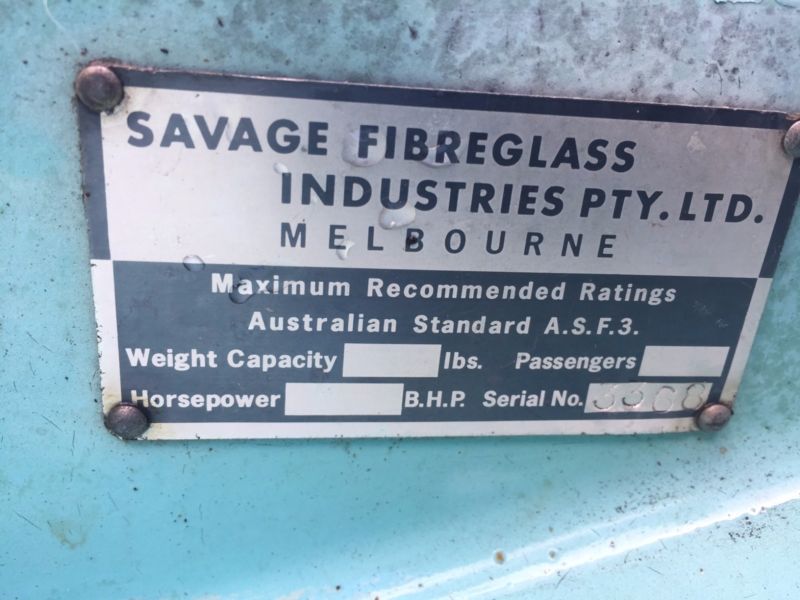 SAVAGE FIBREGLASS
INDUSTRIES PTY. LTD.
MELBOURNE
Maximum Recommended Ratings
Australian Standard A.S.F.3.
Weight Capacity lbs. Passengers
Horsepower B.H.P. Serial No. 3368